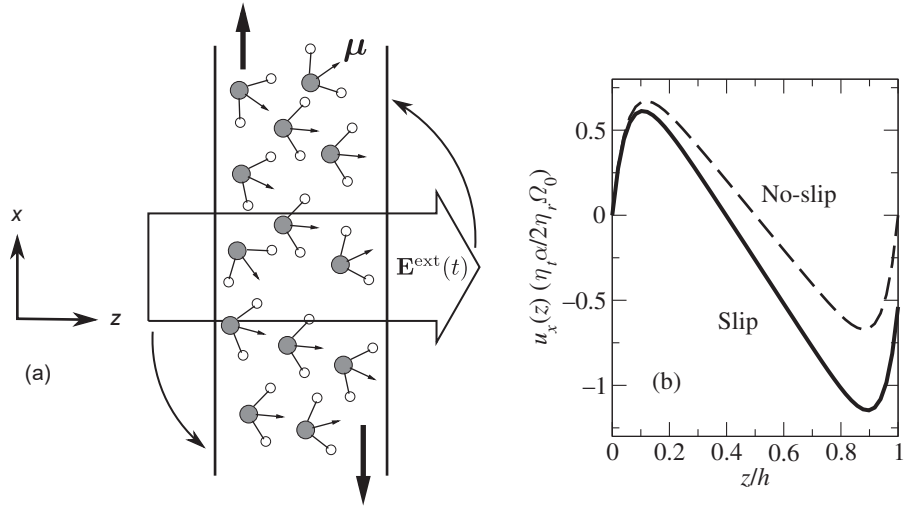 μ
x
z
E^ext(t)
(a)
u_x(z) (η_t α/2η_r Ω_0)
0.5
0
−0.5
−1
No-slip
Slip
(b)
0 0.2 0.4 0.6 0.8 1
z/h